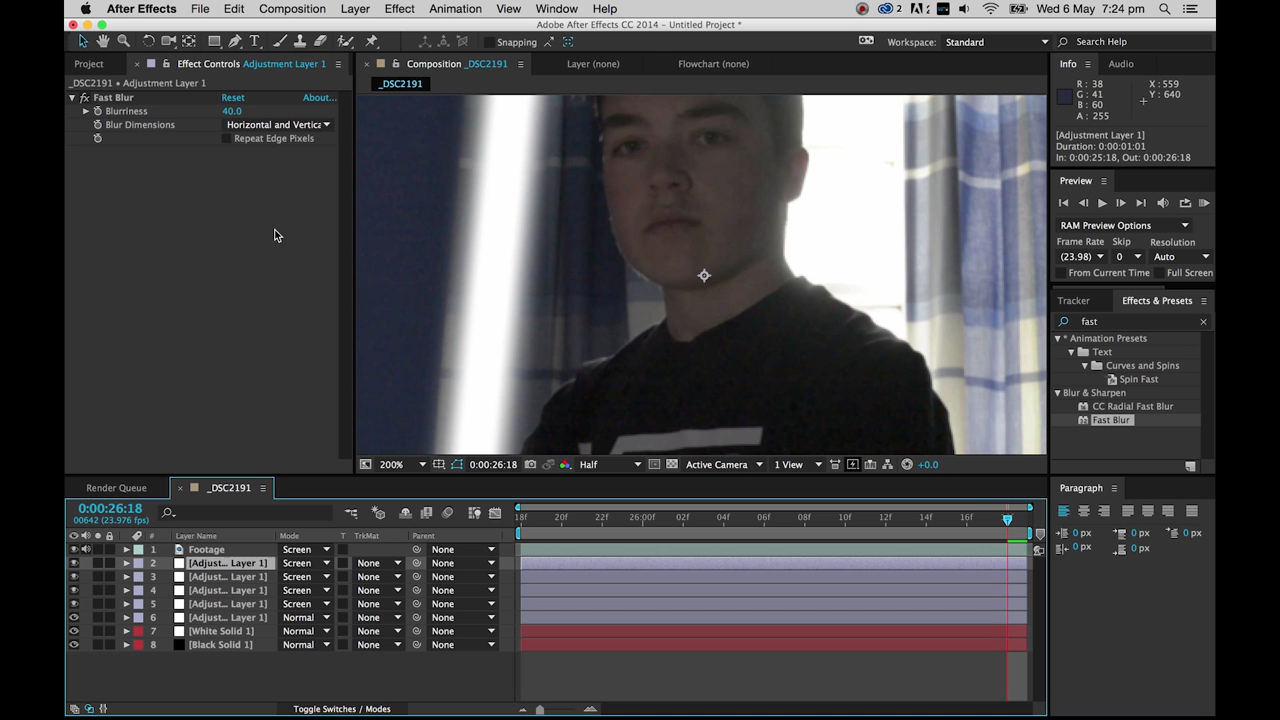 After Effects File Edit Composition Layer Effect Animation View Window Help 2 2 Wed 6 May 7:24 pm
Adobe After Effects CC 2014 - Untitled Project *
Snapping Workspace: Standard Search Help
Project Effect Controls Adjustment Layer 1 Composition _DSC2191 Layer (none) Flowchart (none) Info Audio
_DSC2191 • Adjustment Layer 1 _DSC2191
Fast Blur Reset About...
Blurriness 40.0
Blur Dimensions Horizontal and Vertica
Repeat Edge Pixels
R: 38 X: 559
G: 41 Y: 640
B: 60
A: 255
[Adjustment Layer 1]
Duration: 0:00:01:01
In: 0:00:25:18, Out: 0:00:26:18
Preview
RAM Preview Options
Frame Rate Skip Resolution
(23.98) 0 Auto
From Current Time Full Screen
Tracker Effects & Presets
fast
* Animation Presets
Text
Curves and Spins
Spin Fast
Blur & Sharpen
CC Radial Fast Blur
Fast Blur
200% 0:00:26:18 Half Active Camera 1 View +0.0
Render Queue _DSC2191 Paragraph
0:00:26:18
00642 (23.976 fps)
18f 20f 22f 26:00f 02f 04f 06f 08f 10f 12f 14f 16f
0 px 0 px 0 px
0 px 0 px
# Layer Name Mode T TrkMat Parent
1 Footage Screen None
2 [Adjust... Layer 1] Screen None None
3 [Adjust... Layer 1] Screen None None
4 [Adjust... Layer 1] Screen None None
5 [Adjust... Layer 1] Screen None None
6 [Adjust... Layer 1] Normal None None
7 [White Solid 1] Normal None None
8 [Black Solid 1] Normal None None
Toggle Switches / Modes